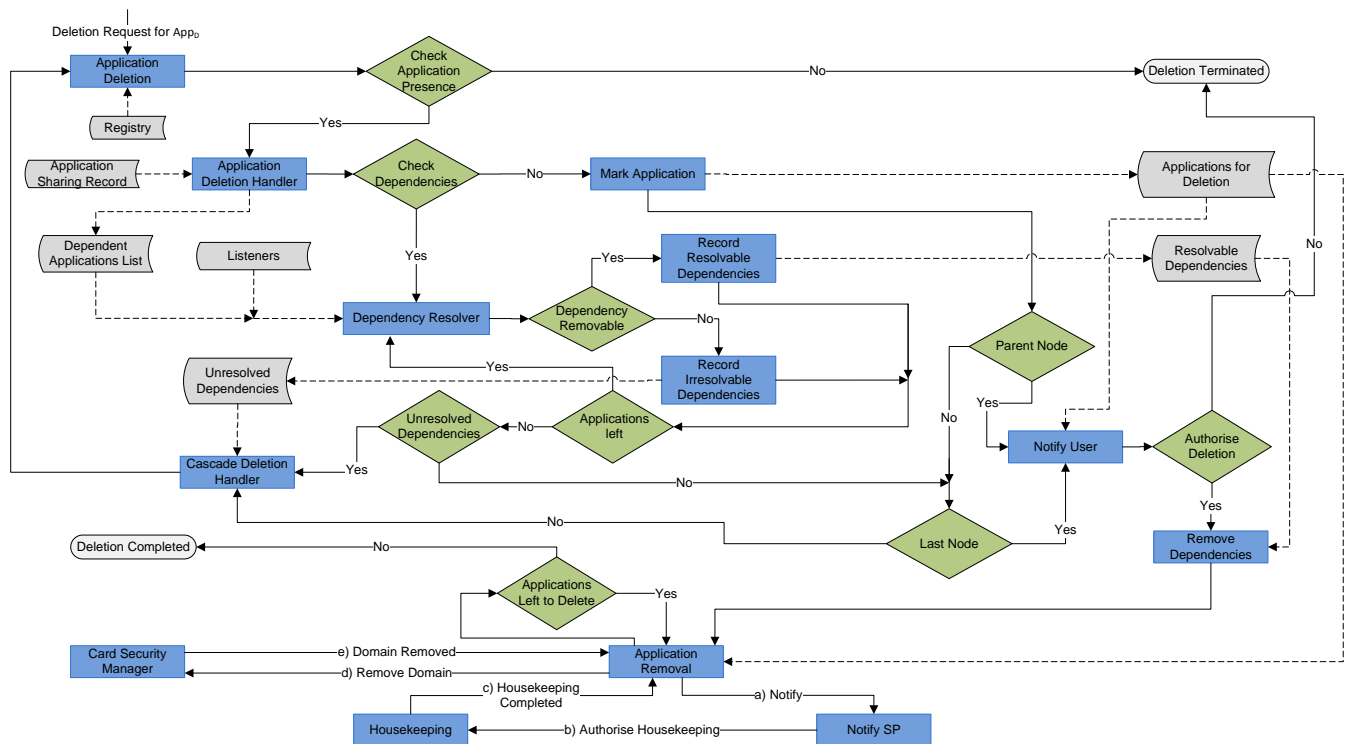 Deletion Request for App_D
Application
Deletion
Check
Application
Presence
No
Deletion Terminated
Registry
Yes
Application
Sharing Record
Application
Deletion Handler
Check
Dependencies
No
Mark Application
Applications for
Deletion
Dependent
Applications List
Listeners
Yes
Yes
Record
Resolvable
Dependencies
Resolvable
Dependencies
No
Dependency Resolver
Dependency
Removable
No
Parent Node
Unresolved
Dependencies
Yes
Record
Irresolvable
Dependencies
Yes
No
Unresolved
Dependencies
No
Applications
left
Notify User
Authorise
Deletion
Cascade Deletion
Handler
Yes
No
Yes
No
Last Node
Yes
Remove
Dependencies
Deletion Completed
No
Applications
Left to Delete
Yes
Card Security
Manager
e) Domain Removed
d) Remove Domain
Application
Removal
c) Housekeeping
Completed
a) Notify
Housekeeping
b) Authorise Housekeeping
Notify SP